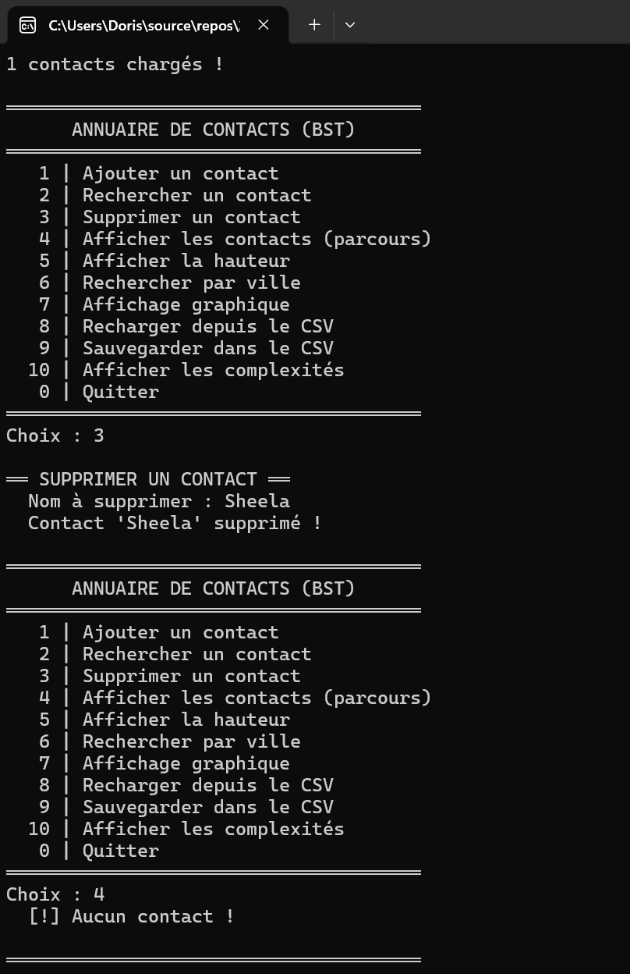 C:\Users\Doris\source\repos\
1 contacts chargés !
ANNUAIRE DE CONTACTS (BST)
1 | Ajouter un contact
2 | Rechercher un contact
3 | Supprimer un contact
4 | Afficher les contacts (parcours)
5 | Afficher la hauteur
6 | Rechercher par ville
7 | Affichage graphique
8 | Recharger depuis le CSV
9 | Sauvegarder dans le CSV
10 | Afficher les complexités
0 | Quitter
Choix : 3
══ SUPPRIMER UN CONTACT ══
Nom à supprimer : Sheela
Contact 'Sheela' supprimé !
ANNUAIRE DE CONTACTS (BST)
1 | Ajouter un contact
2 | Rechercher un contact
3 | Supprimer un contact
4 | Afficher les contacts (parcours)
5 | Afficher la hauteur
6 | Rechercher par ville
7 | Affichage graphique
8 | Recharger depuis le CSV
9 | Sauvegarder dans le CSV
10 | Afficher les complexités
0 | Quitter
Choix : 4
[!] Aucun contact !